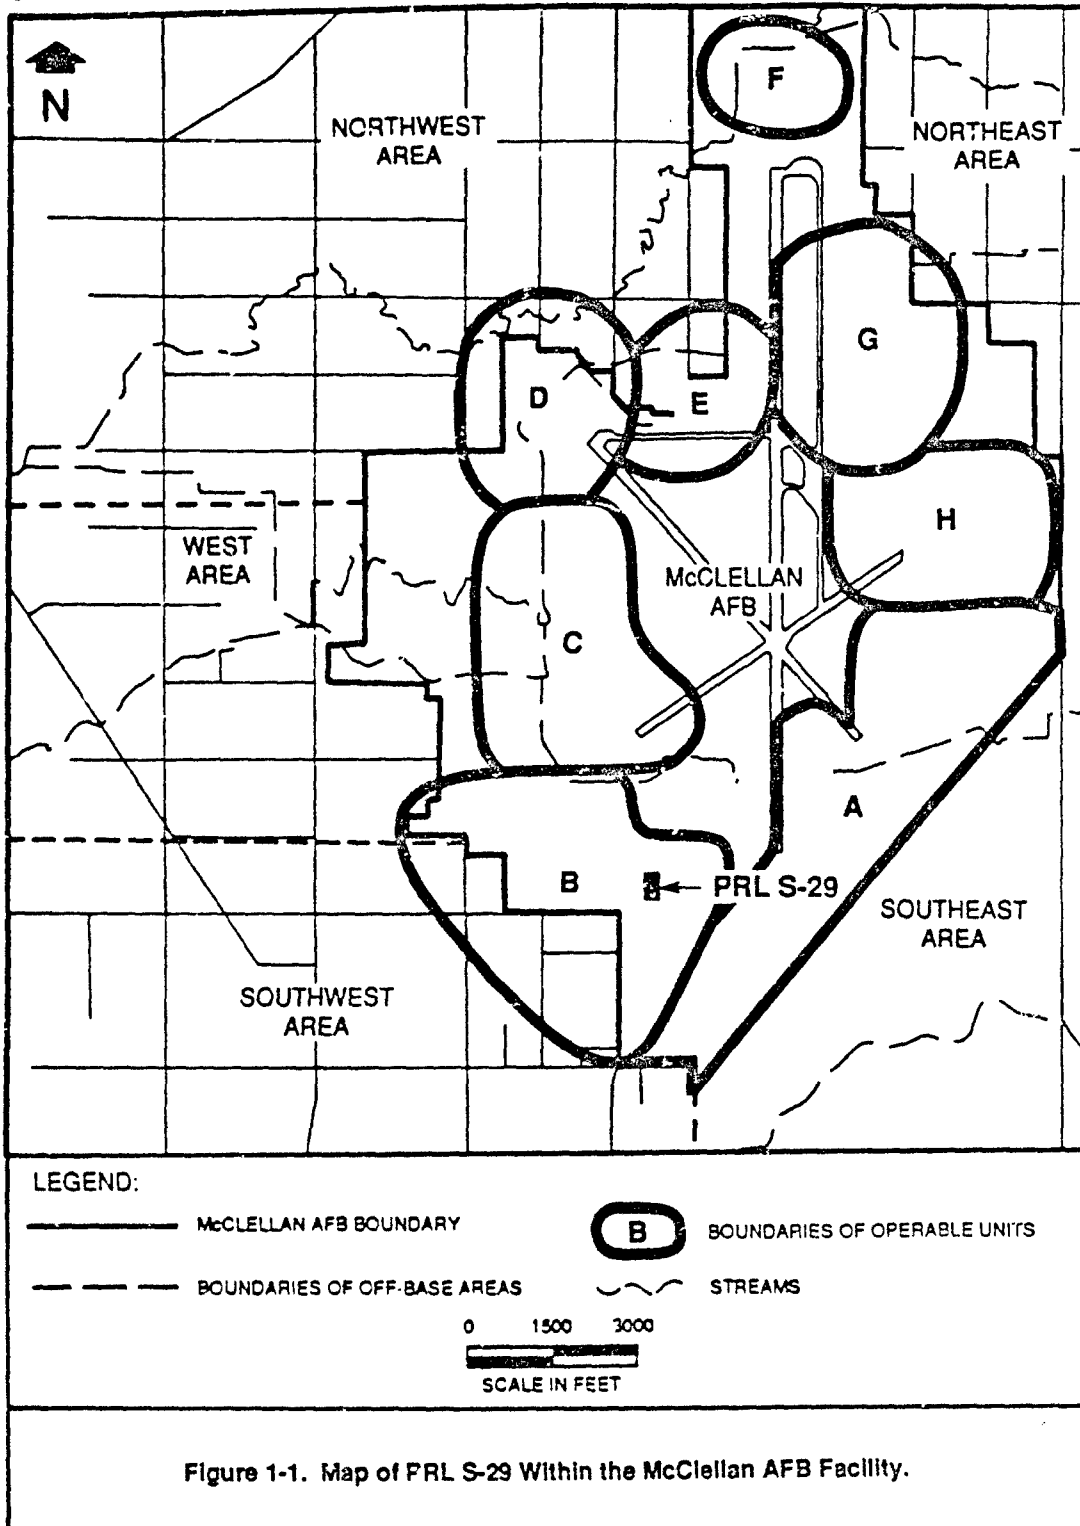 N
F
NORTHWEST
AREA
NORTHEAST
AREA
G
D
E
H
WEST
AREA
McCLELLAN
AFB
C
A
B
PRL S-29
SOUTHEAST
AREA
SOUTHWEST
AREA
LEGEND:
McCLELLAN AFB BOUNDARY
B
BOUNDARIES OF OPERABLE UNITS
BOUNDARIES OF OFF-BASE AREAS
STREAMS
0 1500 3000
SCALE IN FEET
Figure 1-1. Map of PRL S-29 Within the McClellan AFB Facility.